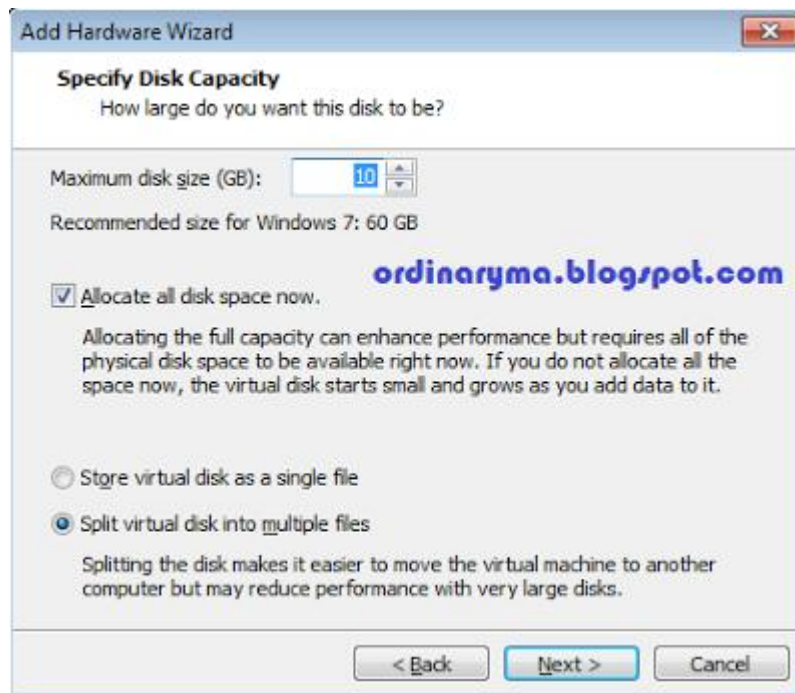 Add Hardware Wizard
Specify Disk Capacity
How large do you want this disk to be?
Maximum disk size (GB): 10
Recommended size for Windows 7: 60 GB
ordinaryma.blogspot.com
Allocate all disk space now.
Allocating the full capacity can enhance performance but requires all of the
physical disk space to be available right now. If you do not allocate all the
space now, the virtual disk starts small and grows as you add data to it.
Store virtual disk as a single file
Split virtual disk into multiple files
Splitting the disk makes it easier to move the virtual machine to another
computer but may reduce performance with very large disks.
< Back Next > Cancel